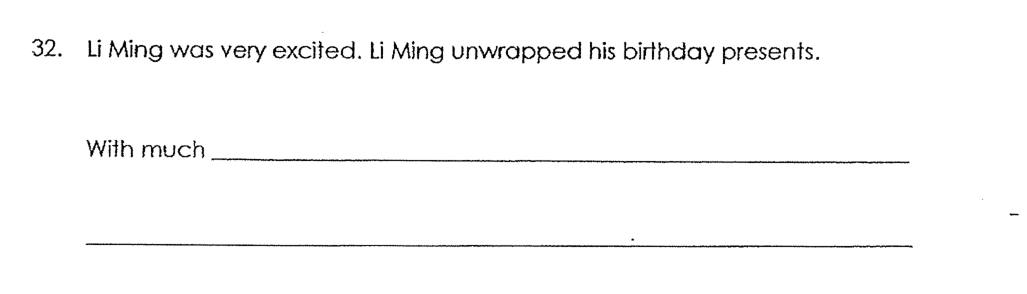 32. Li Ming was very excited. Li Ming unwrapped his birthday presents.
With much